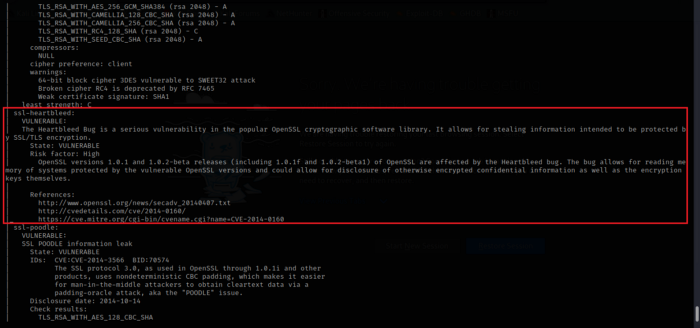 TLS_RSA_WITH_AES_256_GCM_SHA384 (rsa 2048) - A
TLS_RSA_WITH_CAMELLIA_128_CBC_SHA (rsa 2048) - A
TLS_RSA_WITH_CAMELLIA_256_CBC_SHA (rsa 2048) - A
TLS_RSA_WITH_RC4_128_SHA (rsa 2048) - C
TLS_RSA_WITH_SEED_CBC_SHA (rsa 2048) - A
compressors:
NULL
cipher preference: client
warnings:
64-bit block cipher 3DES vulnerable to SWEET32 attack
Broken cipher RC4 is deprecated by RFC 7465
Weak certificate signature: SHA1
least strength: C
ssl-heartbleed:
VULNERABLE:
The Heartbleed Bug is a serious vulnerability in the popular OpenSSL cryptographic software library. It allows for stealing information intended to be protected b
y SSL/TLS encryption.
State: VULNERABLE
Risk factor: High
OpenSSL versions 1.0.1 and 1.0.2-beta releases (including 1.0.1f and 1.0.2-beta1) of OpenSSL are affected by the Heartbleed bug. The bug allows for reading me
mory of systems protected by the vulnerable OpenSSL versions and could allow for disclosure of otherwise encrypted confidential information as well as the encryption
keys themselves.
References:
http://www.openssl.org/news/secadv_20140407.txt
http://cvedetails.com/cve/2014-0160/
https://cve.mitre.org/cgi-bin/cvename.cgi?name=CVE-2014-0160
ssl-poodle:
VULNERABLE:
SSL POODLE information leak
State: VULNERABLE
IDs: CVE:CVE-2014-3566 BID:70574
The SSL protocol 3.0, as used in OpenSSL through 1.0.1i and other
products, uses nondeterministic CBC padding, which makes it easier
for man-in-the-middle attackers to obtain cleartext data via a
padding-oracle attack, aka the "POODLE" issue.
Disclosure date: 2014-10-14
Check results:
TLS_RSA_WITH_AES_128_CBC_SHA